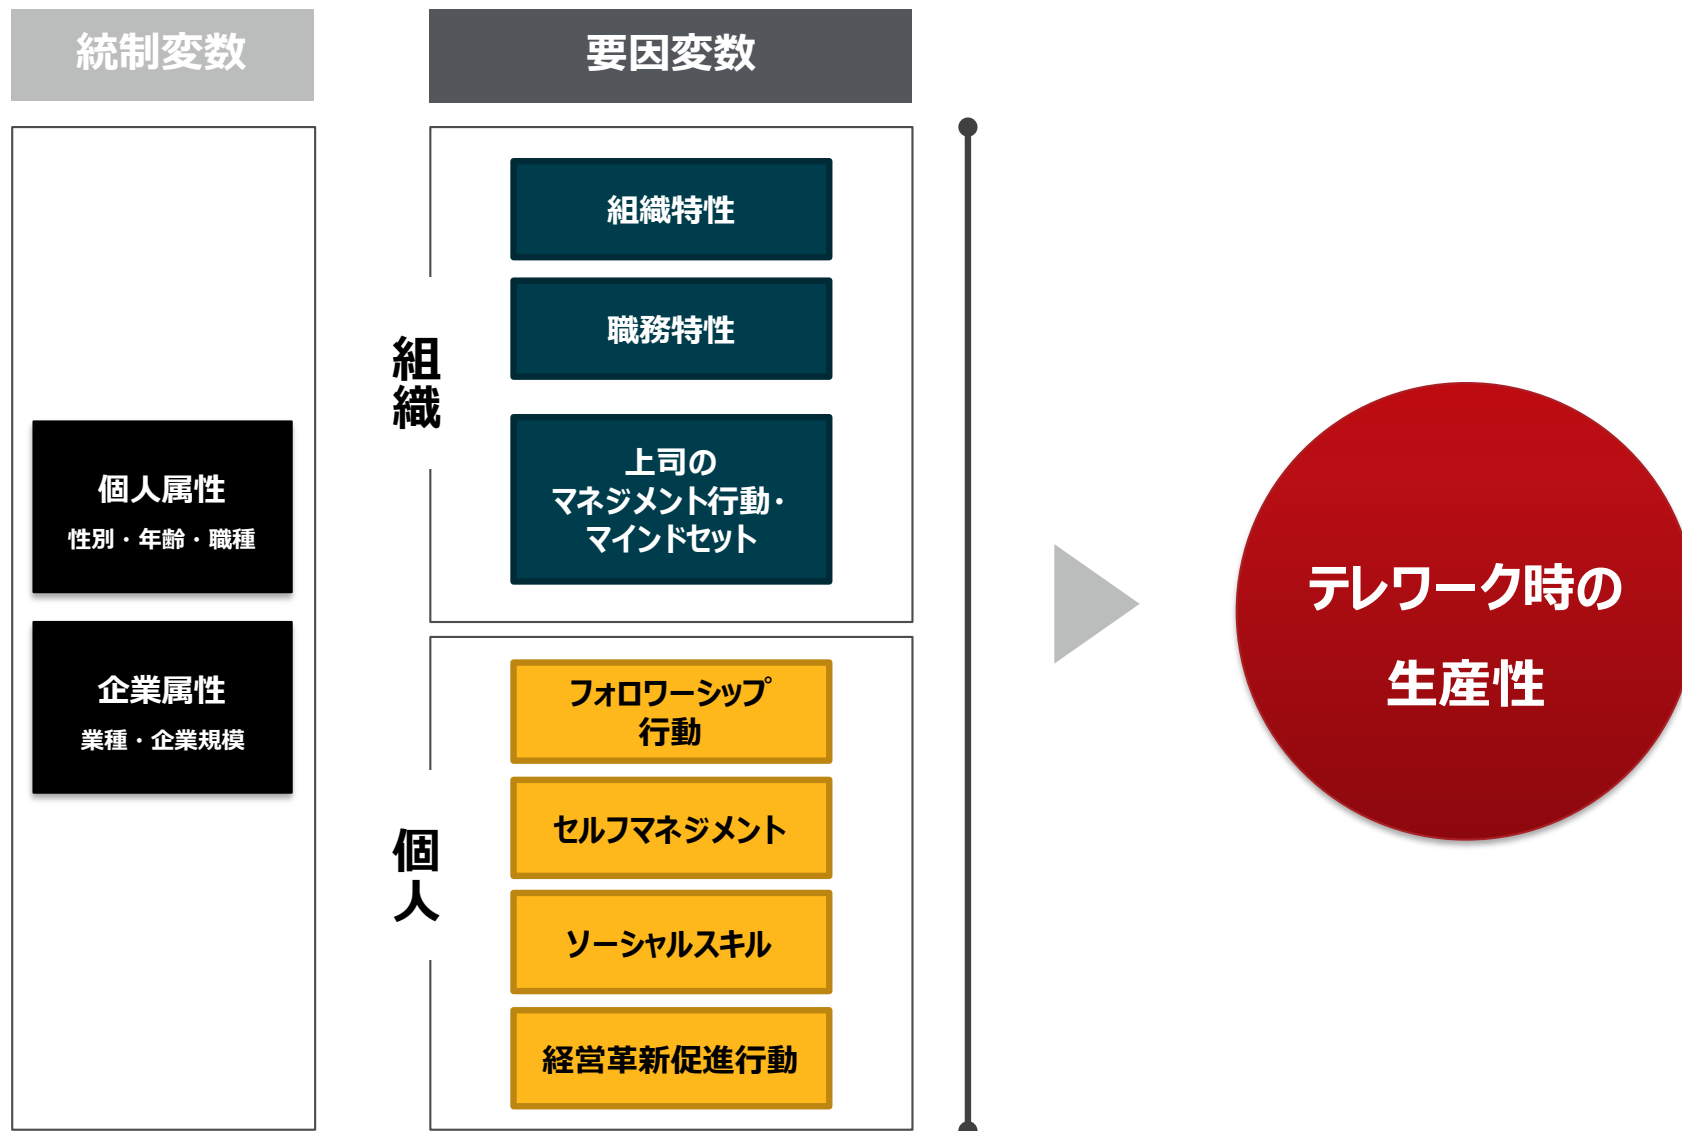 統制変数
要因変数
個人属性
性別・年齢・職種
企業属性
業種・企業規模
組織
組織特性
職務特性
上司の
マネジメント行動・
マインドセット
個人
フォロワーシップ
行動
セルフマネジメント
ソーシャルスキル
経営革新促進行動
テレワーク時の
生産性